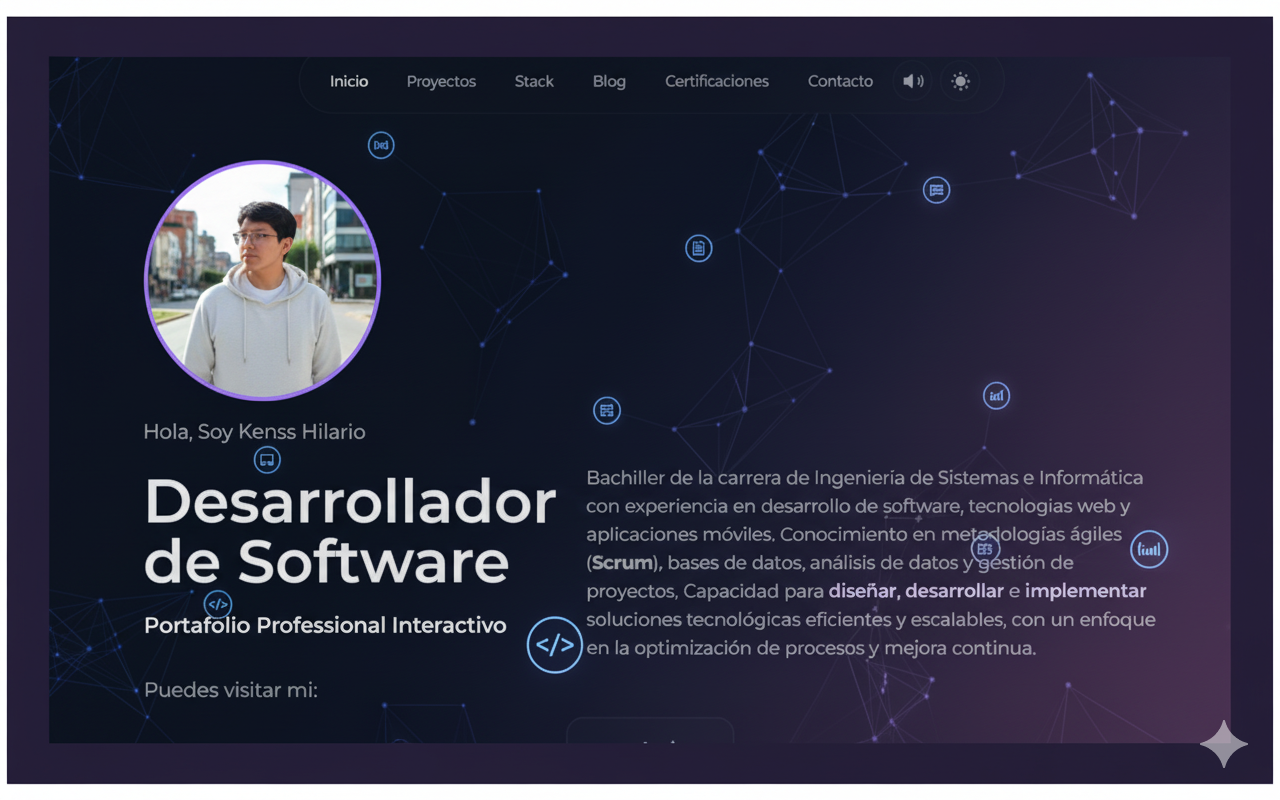 Inicio Proyectos Stack Blog Certificaciones Contacto
Hola, Soy Kenss Hilario
Desarrollador
de Software
Portafolio Professional Interactivo
Puedes visitar mi:
Bachiller de la carrera de Ingeniería de Sistemas e Informática
con experiencia en desarrollo de software, tecnologías web y
aplicaciones móviles. Conocimiento en metodologías ágiles
(Scrum), bases de datos, análisis de datos y gestión de
proyectos, Capacidad para diseñar, desarrollar e implementar
soluciones tecnológicas eficientes y escalables, con un enfoque
en la optimización de procesos y mejora continua.